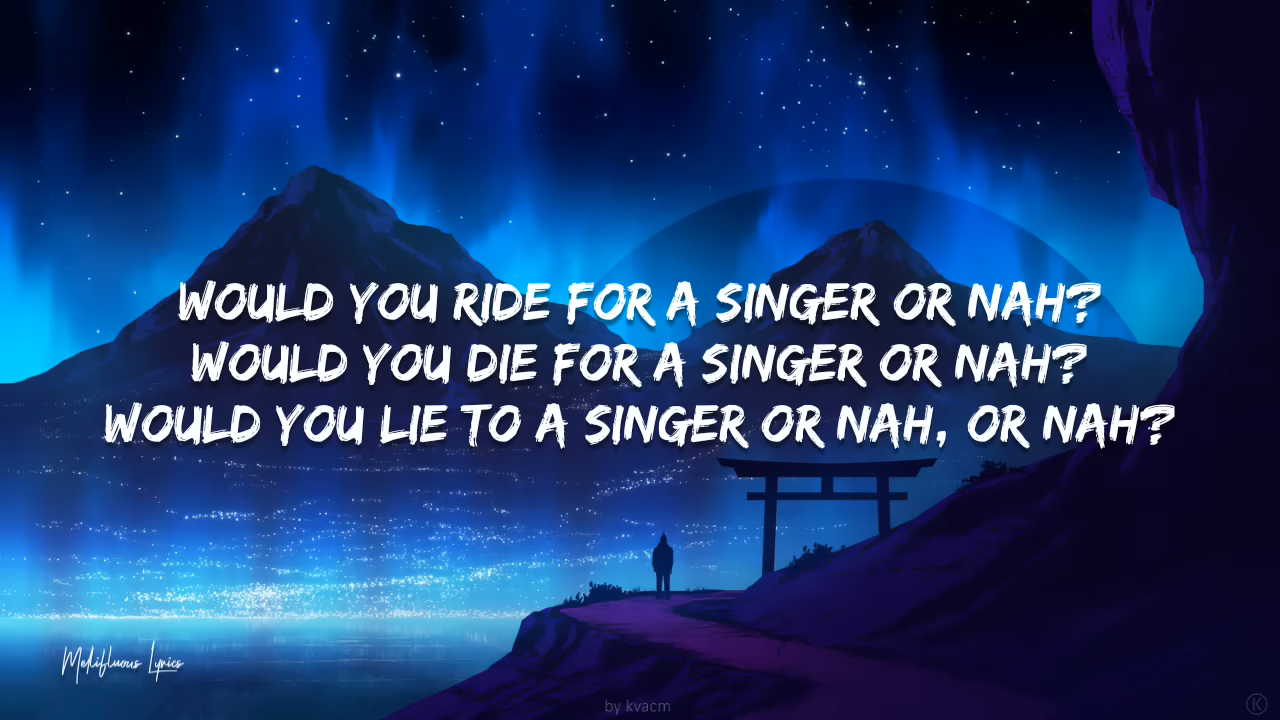 WOULD YOU RIDE FOR A SINGER OR NAH?
WOULD YOU DIE FOR A SINGER OR NAH?
WOULD YOU LIE TO A SINGER OR NAH, OR NAH?
Mellifluous Lyrics
by kvacm
K